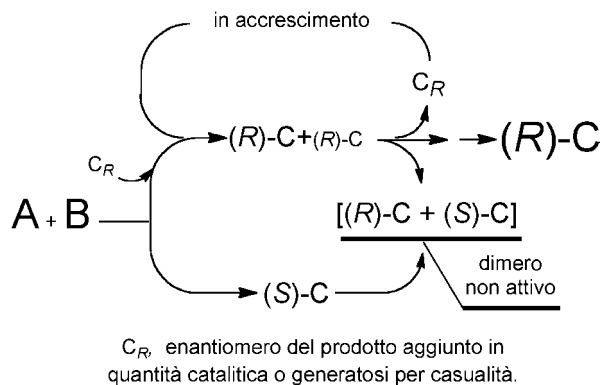 in accrescimento
C_R
(R)-C+(R)-C
(R)-C
C_R
A + B
[(R)-C + (S)-C]
dimero
non attivo
(S)-C
C_R, enantiomero del prodotto aggiunto in
quantità catalitica o generatosi per casualità.